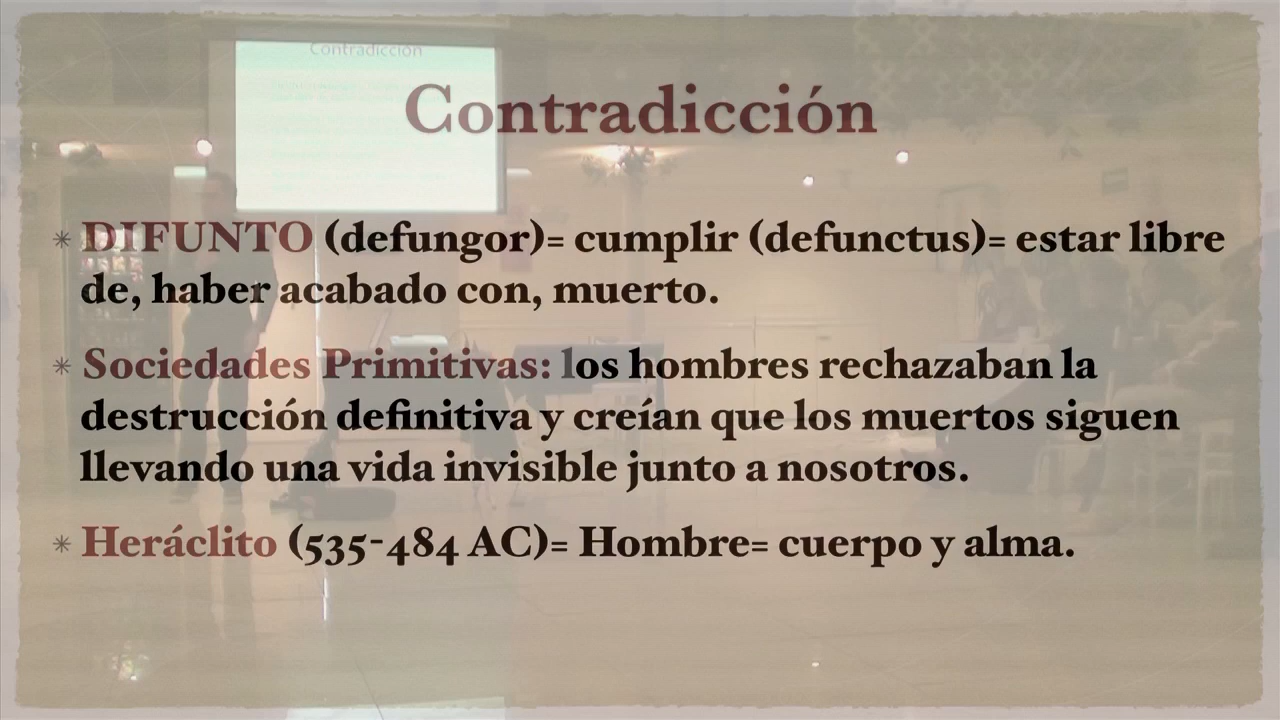 Contradicción
Contradicción
* DIFUNTO (defungor)= cumplir (defunctus)= estar libre
de, haber acabado con, muerto.
* Sociedades Primitivas: los hombres rechazaban la
destrucción definitiva y creían que los muertos siguen
llevando una vida invisible junto a nosotros.
* Heráclito (535-484 AC)= Hombre= cuerpo y alma.